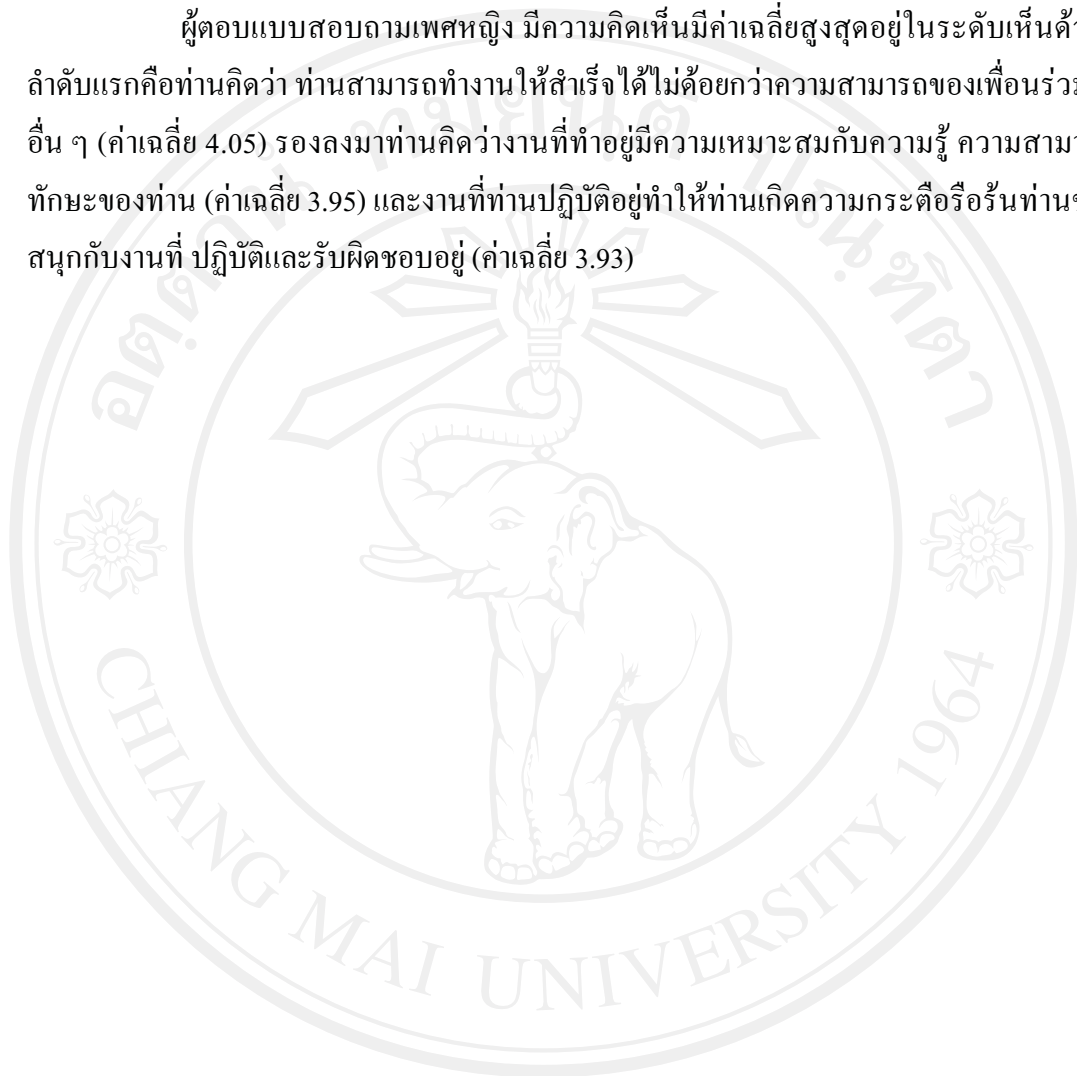 ผู้ตอบแบบสอบถามเพศหญิง มีความคิดเห็นมีค่าเฉลี่ยสูงสุดอยู่ในระดับเห็น
ลำดับแรกคือท่านคิดว่า ท่านสามารถทำงานให้สำเร็จได้ไม่ด้อยกว่าความสามารถของเพื่อนร่วม
อื่น ๆ (ค่าเฉลี่ย 4.05) รองลงมาท่านคิดว่างานที่ทำอยู่มีความเหมาะสมกับความรู้
ทักษะของท่าน (ค่าเฉลี่ย 3.95) และงานที่ท่านปฏิบัติอยู่ทำให้ท่านเกิดความกระตือรือร้น
สนุกกับงานที่ ปฏิบัติและรับผิดชอบอยู่ (ค่าเฉลี่ย 3.93)
อตฺตานํ ทมยนฺติ ปณฺฑิตา
CHIANG MAI UNIVERSITY 1964